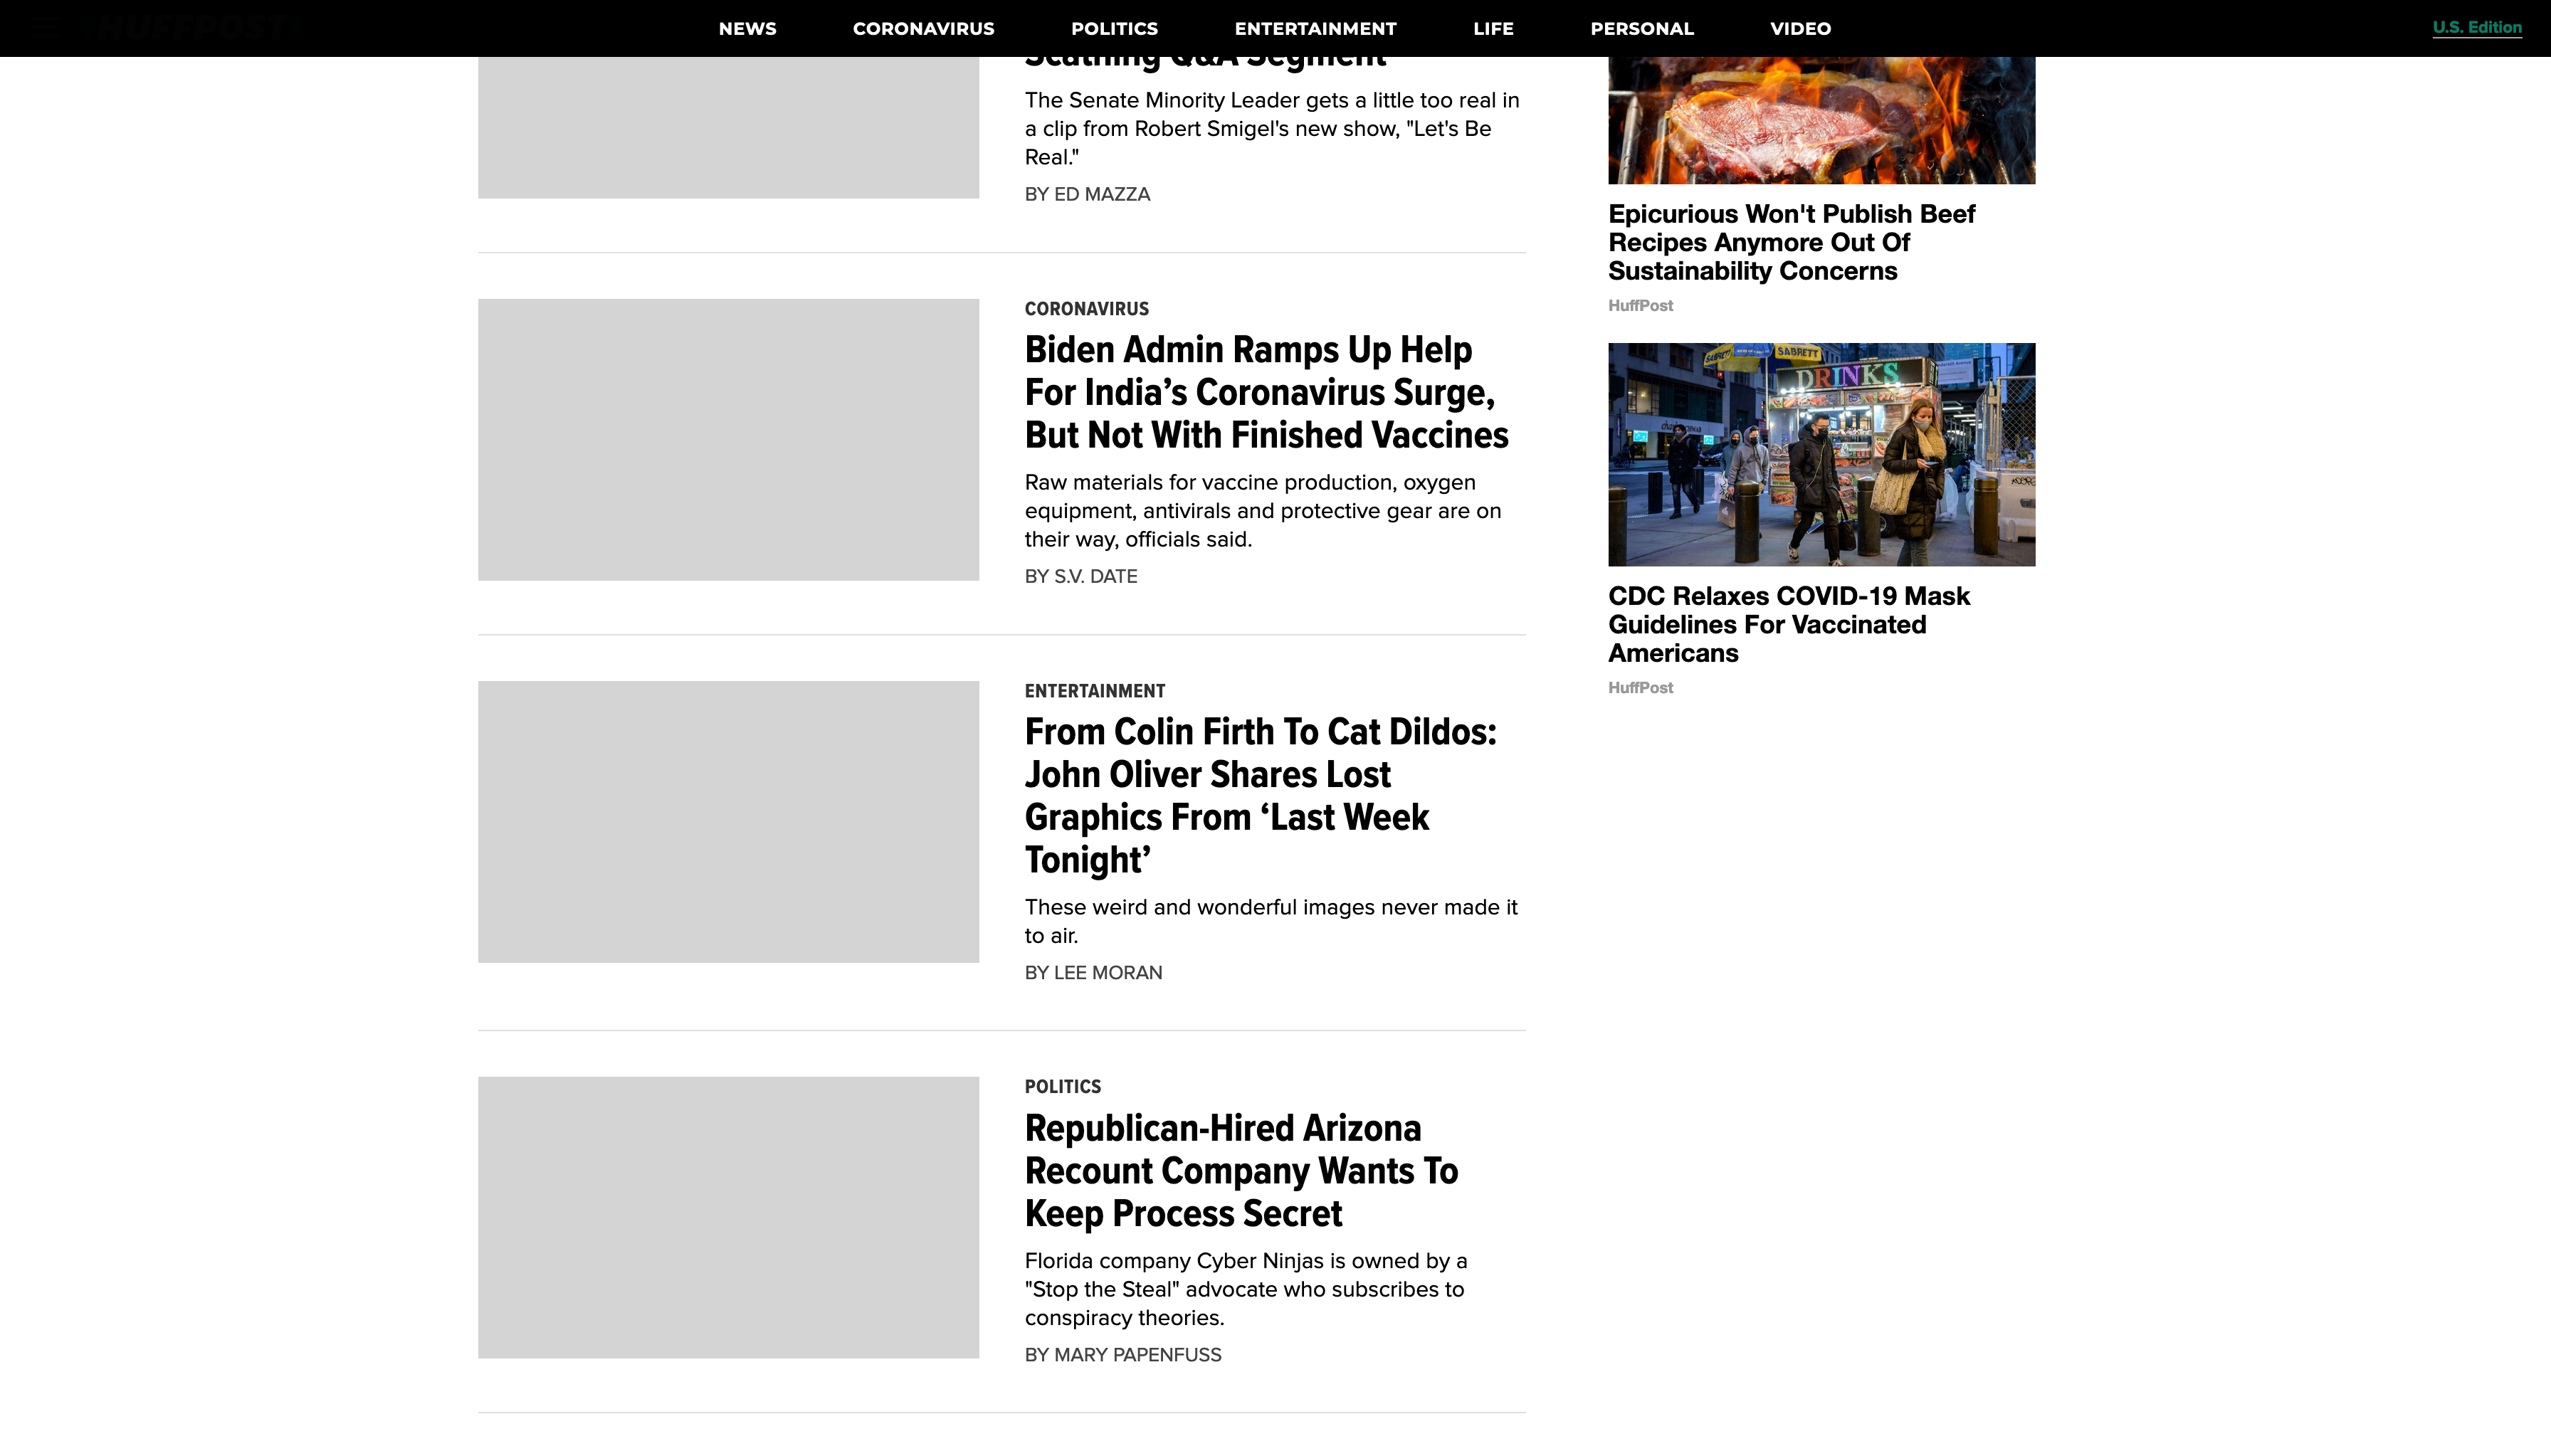 HUFFPOST
NEWS
CORONAVIRUS
POLITICS
ENTERTAINMENT
LIFE
PERSONAL
VIDEO
U.S. Edition
Scathing Q&A Segment
The Senate Minority Leader gets a little too real in
a clip from Robert Smigel's new show, "Let's Be
Real."
BY ED MAZZA
CORONAVIRUS
Biden Admin Ramps Up Help
For India’s Coronavirus Surge,
But Not With Finished Vaccines
Raw materials for vaccine production, oxygen
equipment, antivirals and protective gear are on
their way, officials said.
BY S.V. DATE
ENTERTAINMENT
From Colin Firth To Cat Dildos:
John Oliver Shares Lost
Graphics From ‘Last Week
Tonight’
These weird and wonderful images never made it
to air.
BY LEE MORAN
POLITICS
Republican-Hired Arizona
Recount Company Wants To
Keep Process Secret
Florida company Cyber Ninjas is owned by a
"Stop the Steal" advocate who subscribes to
conspiracy theories.
BY MARY PAPENFUSS
Epicurious Won't Publish Beef
Recipes Anymore Out Of
Sustainability Concerns
HuffPost
SABRETT
SABRETT
DRINKS
CDC Relaxes COVID-19 Mask
Guidelines For Vaccinated
Americans
HuffPost